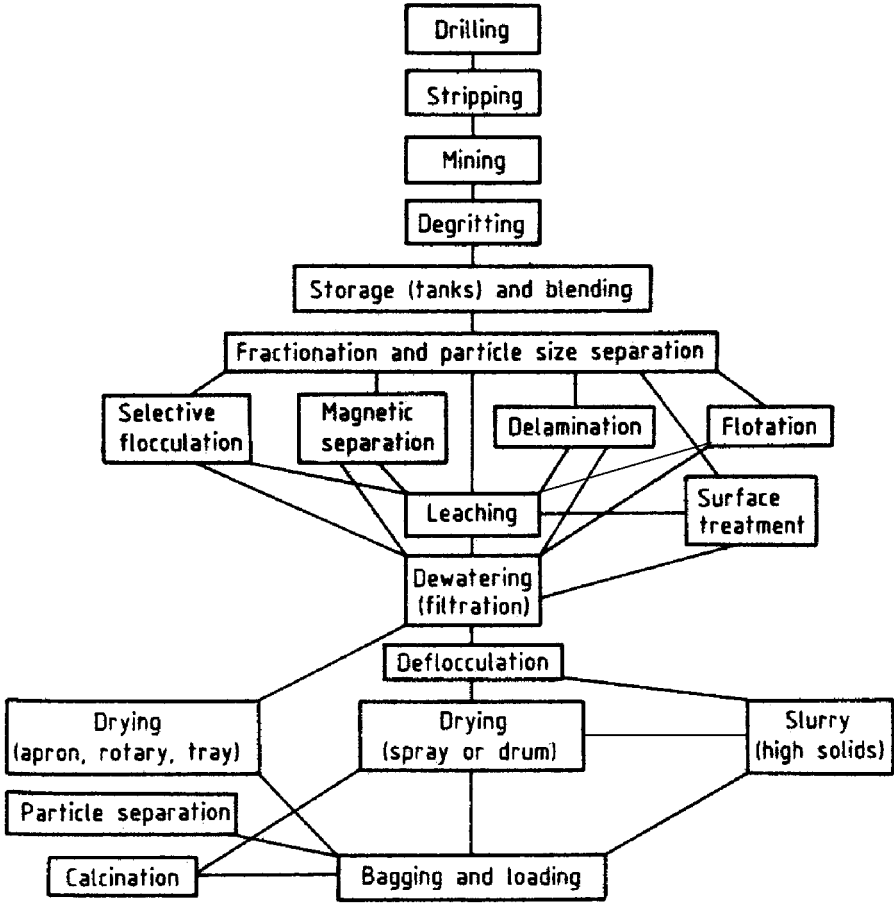 Drilling
Stripping
Mining
Degritting
Storage (tanks) and blending
Fractionation and particle size separation
Selective
flocculation
Magnetic
separation
Delamination
Flotation
Leaching
Surface
treatment
Dewatering
(filtration)
Deflocculation
Drying
(apron, rotary, tray)
Drying
(spray or drum)
Slurry
(high solids)
Particle separation
Calcination
Bagging and loading